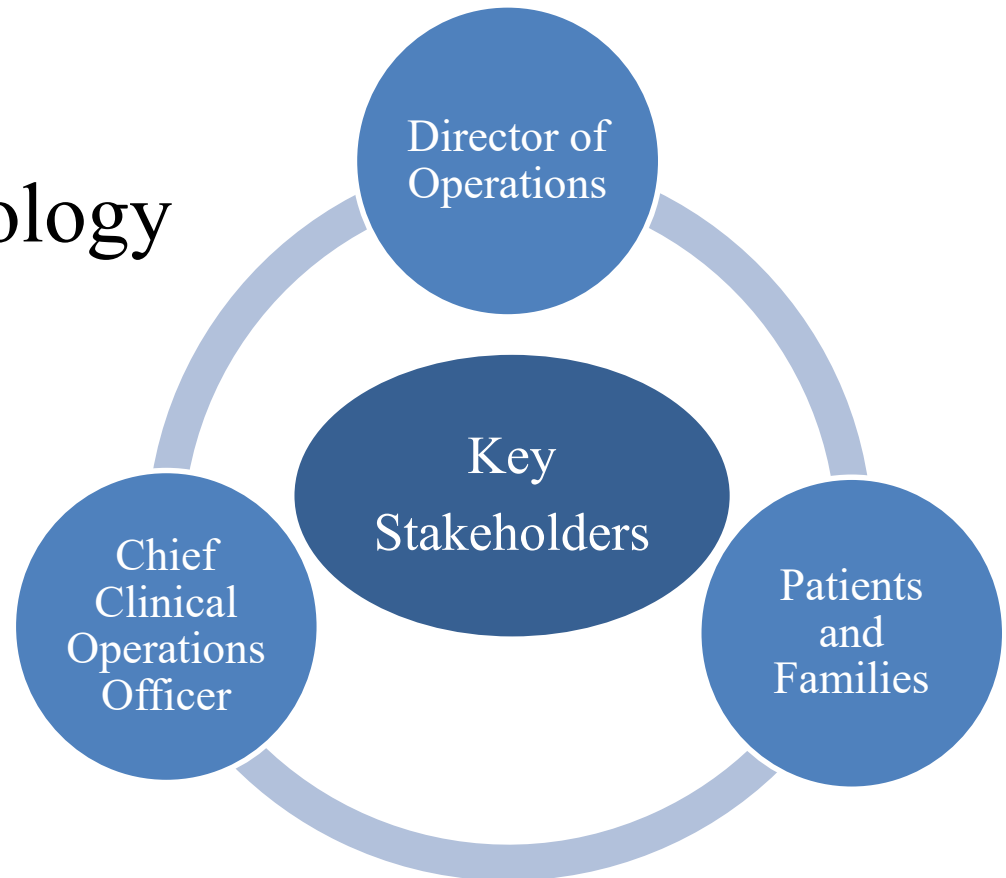 Director of
Operations
ology
Key
Stakeholders
Chief
Clinical
Operations
Officer
Patients
and
Families